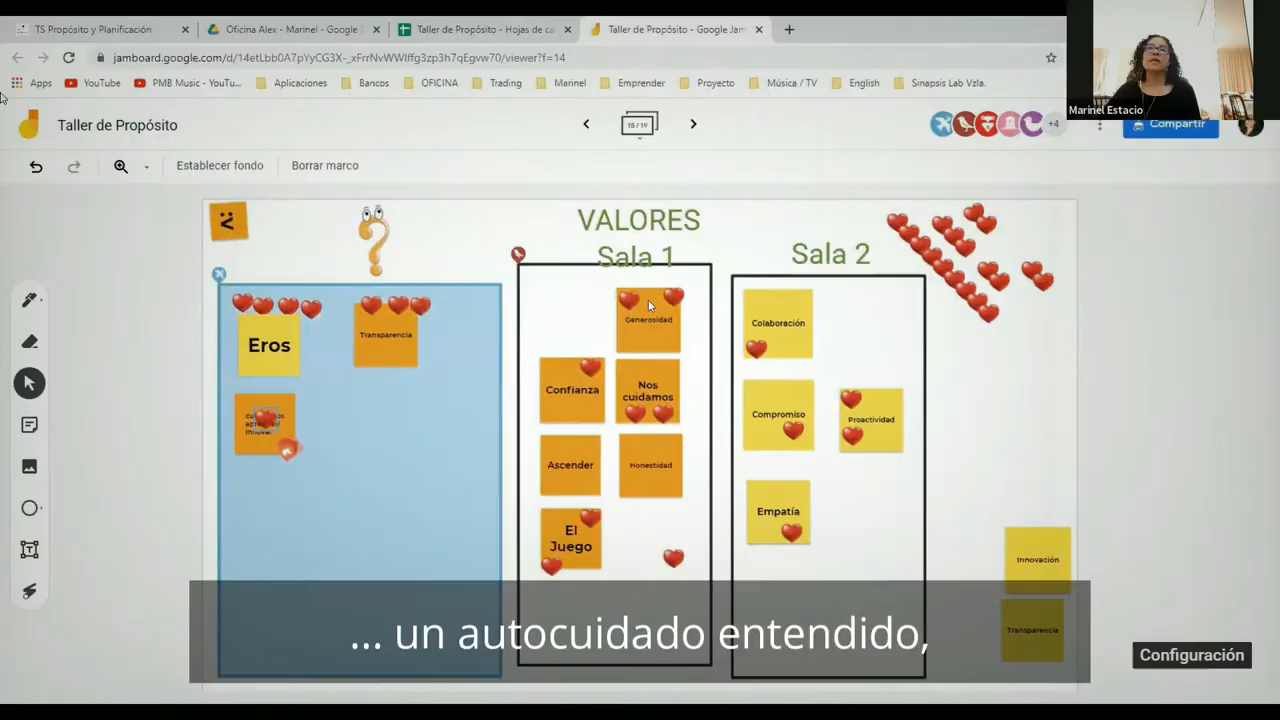 TS Propósito y Planificación
Oficina Alex - Marinel - Google
Taller de Propósito - Hojas de ca
Taller de Propósito - Google Jam
jamboard.google.com/d/14etLbb0A7pYyCG3X-_xFrrNvWWIffg3zp3h2qEgvw70/viewer?f=14
Apps
YouTube
PMB Music - YouTu...
Aplicaciones
Bancos
OFICINA
Trading
Marinel
Emprender
Proyecto
Música / TV
English
Sinapsis Lab Vzla.
Marinel Estacio
Taller de Propósito
15 / 19
+4
Compartir
Establecer fondo
Borrar marco
VALORES
Sala 1
Sala 2
Eros
Transparencia
Generosidad
Confianza
Nos
cuidamos
Ascender
Honestidad
El
Juego
Colaboración
Compromiso
Proactividad
Empatía
Innovación
Transparencia
... un autocuidado entendido,
Configuración